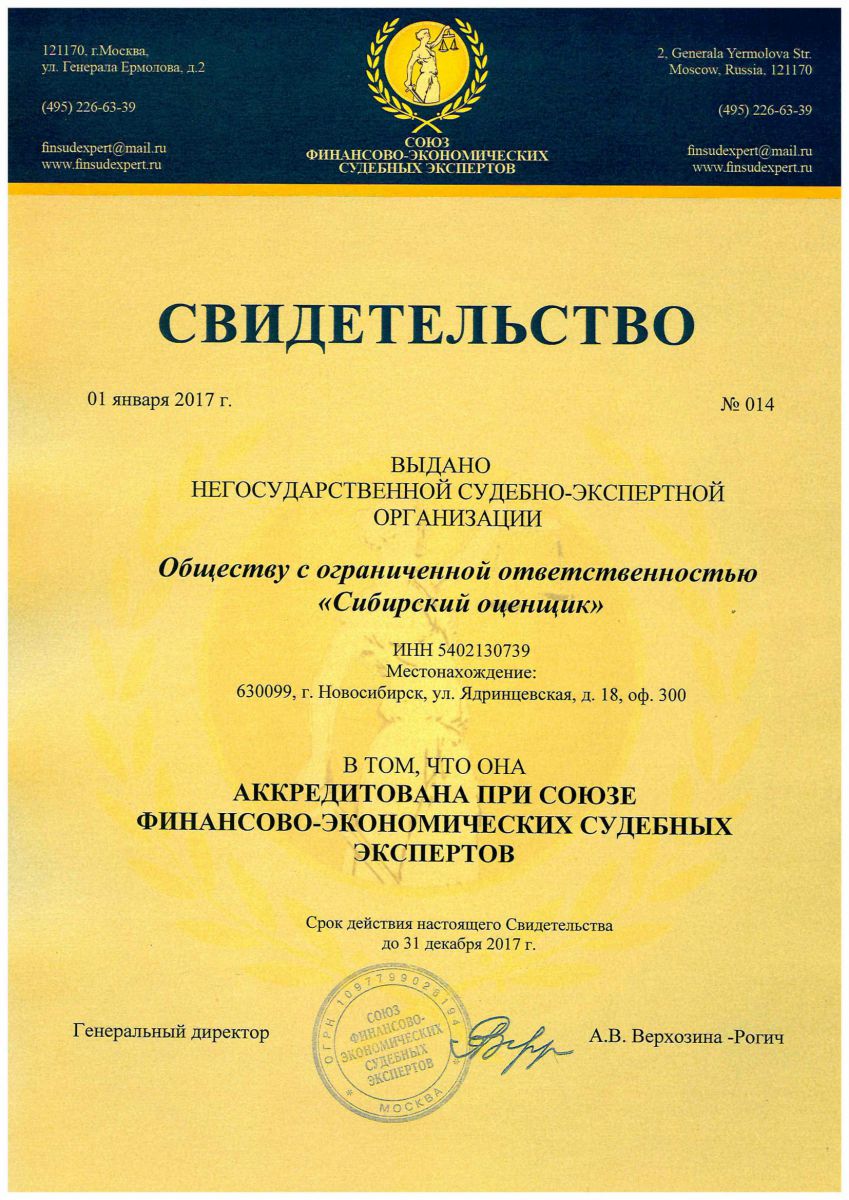 121170, г.Москва,
ул. Генерала Ермолова, д.2
(495) 226-63-39
finsudexpert@mail.ru
www.finsudexpert.ru
СОЮЗ
ФИНАНСОВО-ЭКОНОМИЧЕСКИХ
СУДЕБНЫХ ЭКСПЕРТОВ
2, Generala Yermolova Str.
Moscow, Russia, 121170
(495) 226-63-39
finsudexpert@mail.ru
www.finsudexpert.ru
СВИДЕТЕЛЬСТВО
01 января 2017 г.
№ 014
ВЫДАНО
НЕГОСУДАРСТВЕННОЙ СУДЕБНО-ЭКСПЕРТНОЙ
ОРГАНИЗАЦИИ
Обществу с ограниченной ответственностью
«Сибирский оценщик»
ИНН 5402130739
Местонахождение:
630099, г. Новосибирск, ул. Ядринцевская, д. 18, оф. 300
В ТОМ, ЧТО ОНА
АККРЕДИТОВАНА ПРИ СОЮЗЕ
ФИНАНСОВО-ЭКОНОМИЧЕСКИХ СУДЕБНЫХ
ЭКСПЕРТОВ
Срок действия настоящего Свидетельства
до 31 декабря 2017 г.
Генеральный директор
ОГРН 1097799026194
СОЮЗ
ФИНАНСОВО-
ЭКОНОМИЧЕСКИХ
СУДЕБНЫХ
ЭКСПЕРТОВ
* МОСКВА *
А.В. Верхозина -Рогич